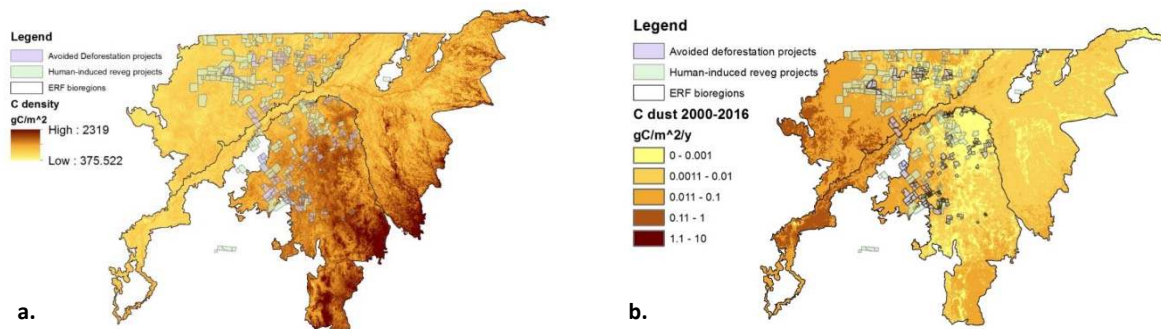 Legend
Avoided Deforestation projects
Human-induced reveg projects
ERF bioregions
C density
gC/m^2
High : 2319
Low : 375.522
a.
Legend
Avoided deforestation projects
Human-induced reveg projects
ERF bioregions
C dust 2000-2016
gC/m^2/y
0 - 0.001
0.0011 - 0.01
0.011 - 0.1
0.11 - 1
1.1 - 10
b.